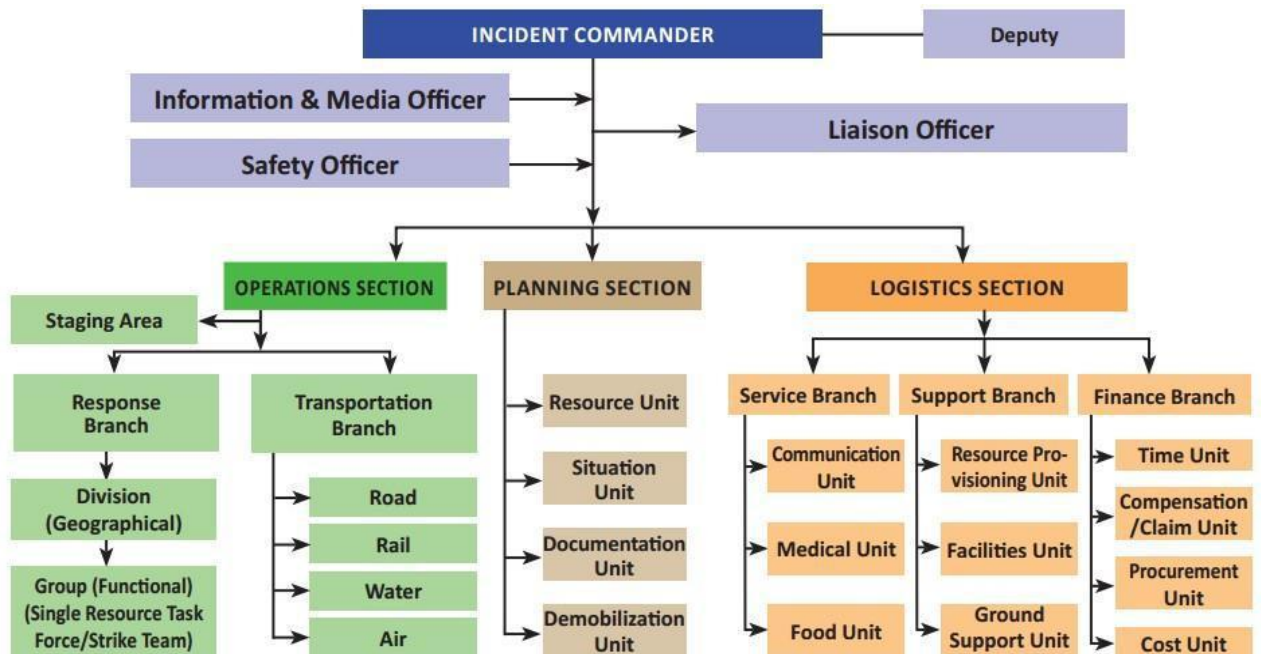 INCIDENT COMMANDER
Deputy
Information & Media Officer
Liaison Officer
Safety Officer
OPERATIONS SECTION
PLANNING SECTION
LOGISTICS SECTION
Staging Area
Response
Branch
Transportation
Branch
Division
(Geographical)
Group (Functional)
(Single Resource Task
Force/Strike Team)
Road
Rail
Water
Air
Resource Unit
Situation
Unit
Documentation
Unit
Demobilization
Unit
Service Branch
Communication
Unit
Medical Unit
Food Unit
Support Branch
Resource Pro-
visioning Unit
Facilities Unit
Ground
Support Unit
Finance Branch
Time Unit
Compensation
/Claim Unit
Procurement
Unit
Cost Unit